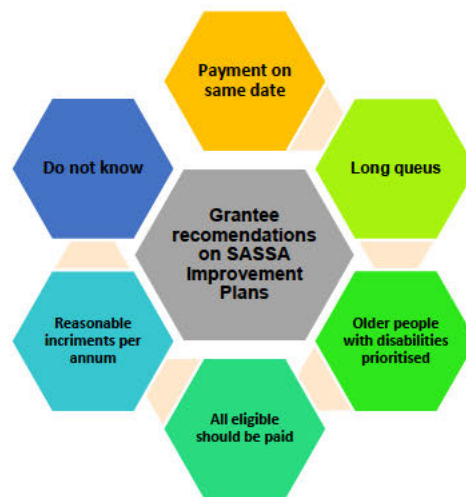 Payment on
same date
Long queus
Older people
with disabilities
prioritised
All eligible
should be paid
Reasonable
incriments per
annum
Do not know
Grantee
recomendations
on SASSA
Improvement
Plans